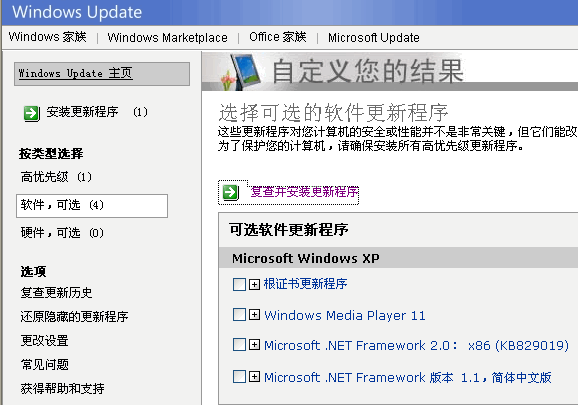 Windows Update
Windows 家族 | Windows Marketplace | Office 家族 | Microsoft Update
Windows Update 主页
安装更新程序 (1)
按类型选择
高优先级 (1)
软件，可选 (4)
硬件，可选 (0)
选项
复查更新历史
还原隐藏的更新程序
更改设置
常见问题
获得帮助和支持
自定义您的结果
选择可选的软件更新程序
这些更新程序对您计算机的安全或性能并不是非常关键，但它们能改
为了保护您的计算机，请确保安装所有高优先级更新程序。
复查并安装更新程序
可选软件更新程序
Microsoft Windows XP
根证书更新程序
Windows Media Player 11
Microsoft .NET Framework 2.0： x86 (KB829019)
Microsoft .NET Framework 版本 1.1，简体中文版